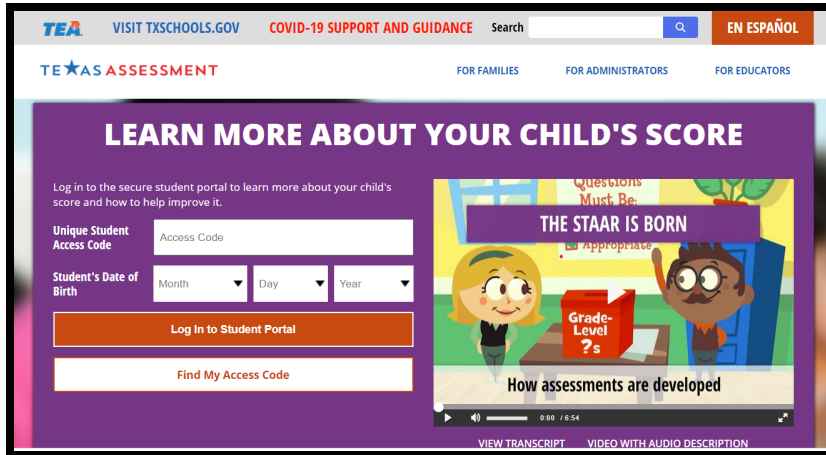 TEA
VISIT TXSCHOOLS.GOV
COVID-19 SUPPORT AND GUIDANCE
Search
EN ESPAÑOL
TEXAS ASSESSMENT
FOR FAMILIES
FOR ADMINISTRATORS
FOR EDUCATORS
LEARN MORE ABOUT YOUR CHILD'S SCORE
Log in to the secure student portal to learn more about your child's
score and how to help improve it.
Unique Student
Access Code
Access Code
Student's Date of
Birth
Month
Day
Year
Log In to Student Portal
Find My Access Code
Questions
Must Be:
THE STAAR IS BORN
Appropriate
Grade-
Level
?s
How assessments are developed
0:00 / 6:54
VIEW TRANSCRIPT
VIDEO WITH AUDIO DESCRIPTION